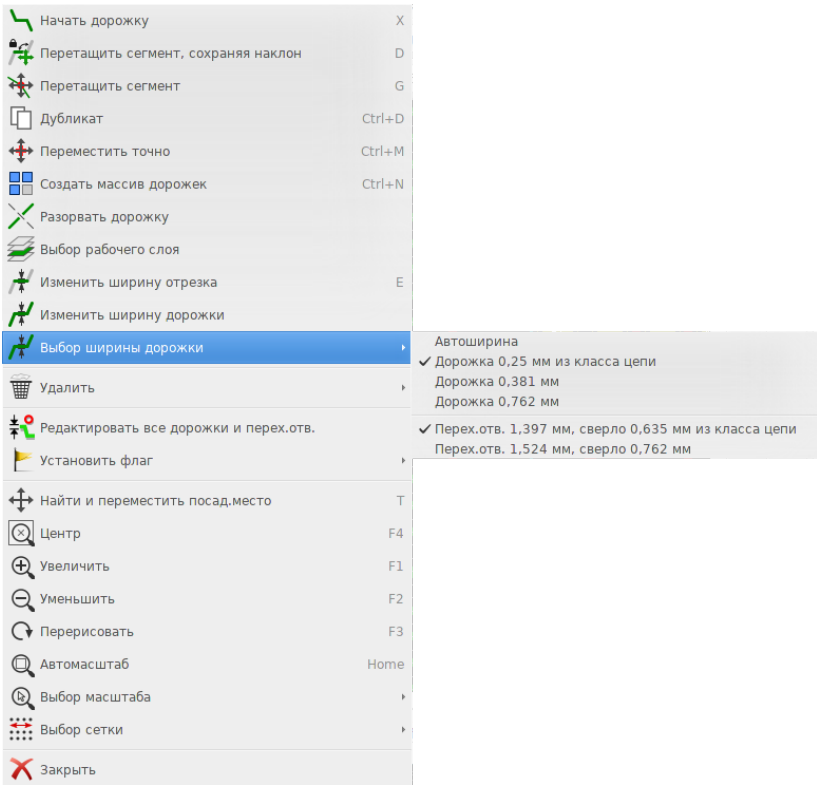 Начать дорожку X
Перетащить сегмент, сохраняя наклон D
Перетащить сегмент G
Дубликат Ctrl+D
Переместить точно Ctrl+M
Создать массив дорожек Ctrl+N
Разорвать дорожку
Выбор рабочего слоя
Изменить ширину отрезка E
Изменить ширину дорожки
Выбор ширины дорожки
Автоширина
Дорожка 0,25 мм из класса цепи
Дорожка 0,381 мм
Дорожка 0,762 мм
Перех.отв. 1,397 мм, сверло 0,635 мм из класса цепи
Перех.отв. 1,524 мм, сверло 0,762 мм
Удалить
Редактировать все дорожки и перех.отв.
Установить флаг
Найти и переместить посад.место T
Центр F4
Увеличить F1
Уменьшить F2
Перерисовать F3
Автомасштаб Home
Выбор масштаба
Выбор сетки
Закрыть